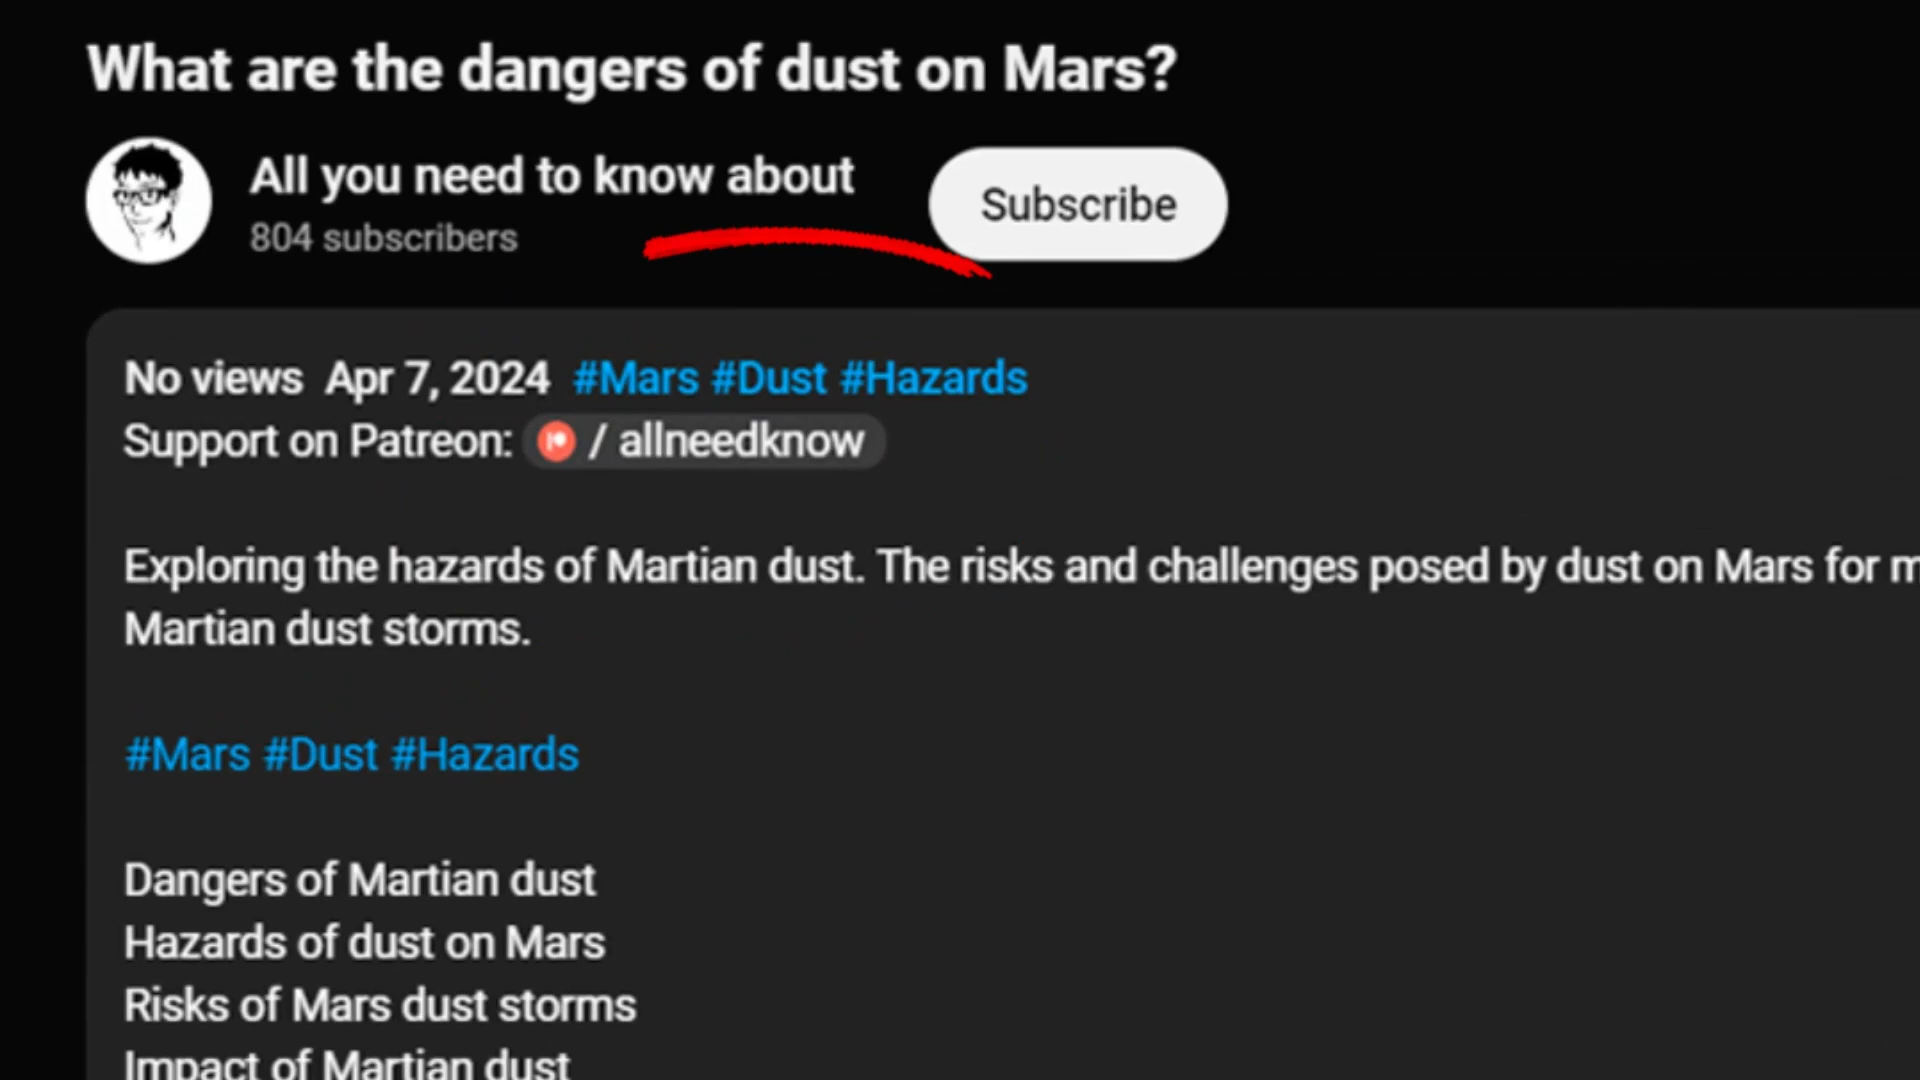 What are the dangers of dust on Mars?
All you need to know about
804 subscribers
Subscribe
No views Apr 7, 2024 #Mars #Dust #Hazards
Support on Patreon: / allneedknow
Exploring the hazards of Martian dust. The risks and challenges posed by dust on Mars for
Martian dust storms.
#Mars #Dust #Hazards
Dangers of Martian dust
Hazards of dust on Mars
Risks of Mars dust storms
Impact of Martian dust